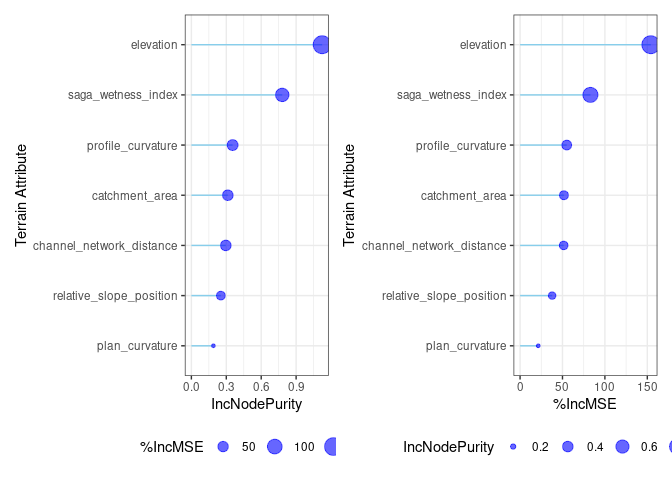 Terrain Attribute
elevation
saga_wetness_index
profile_curvature
catchment_area
channel_network_distance
relative_slope_position
plan_curvature
0.0 0.3 0.6 0.9
IncNodePurity
%IncMSE 50 100
Terrain Attribute
elevation
saga_wetness_index
profile_curvature
catchment_area
channel_network_distance
relative_slope_position
plan_curvature
0 50 100 150
%IncMSE
IncNodePurity 0.2 0.4 0.6